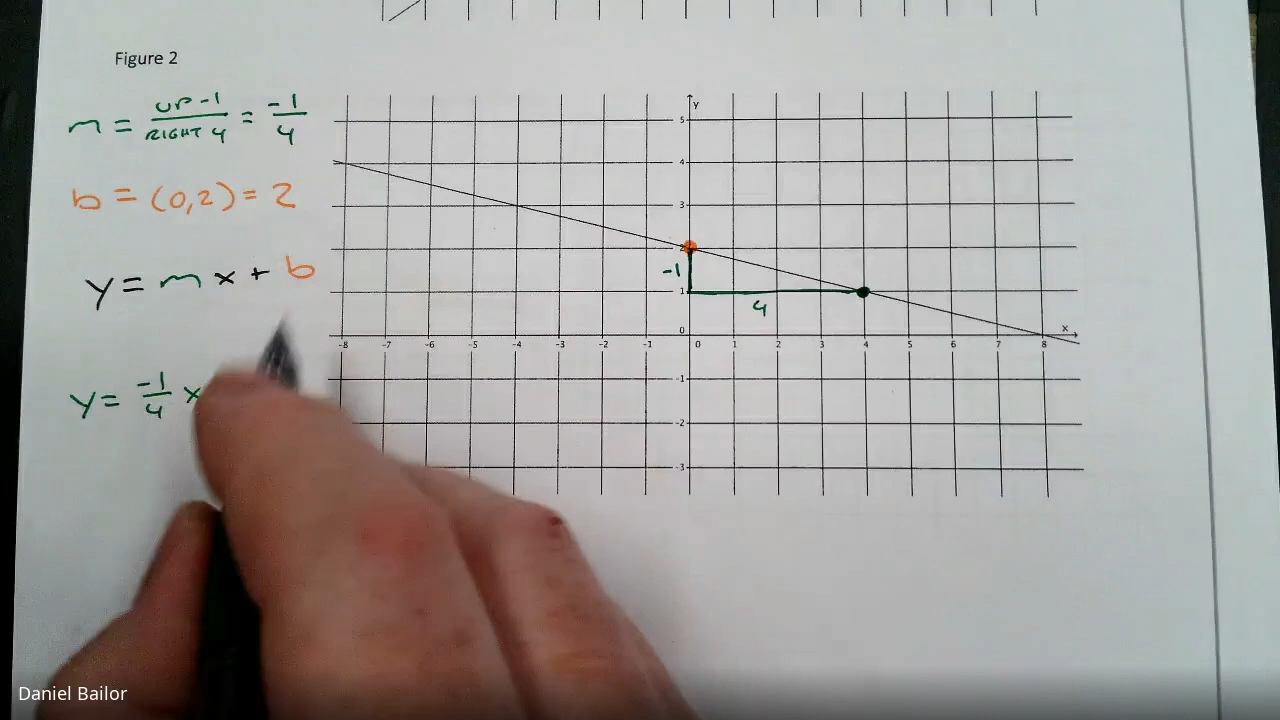 Figure 2
m = UP -1 / RIGHT 4 = -1 / 4
b = (0,2) = 2
y = mx + b
y = -1 / 4 x
y
5
4
3
2
-1
1
4
0
x
-8 -7 -6 -5 -4 -3 -2 -1 0 1 2 3 4 5 6 7 8
-1
-2
-3
Daniel Bailor